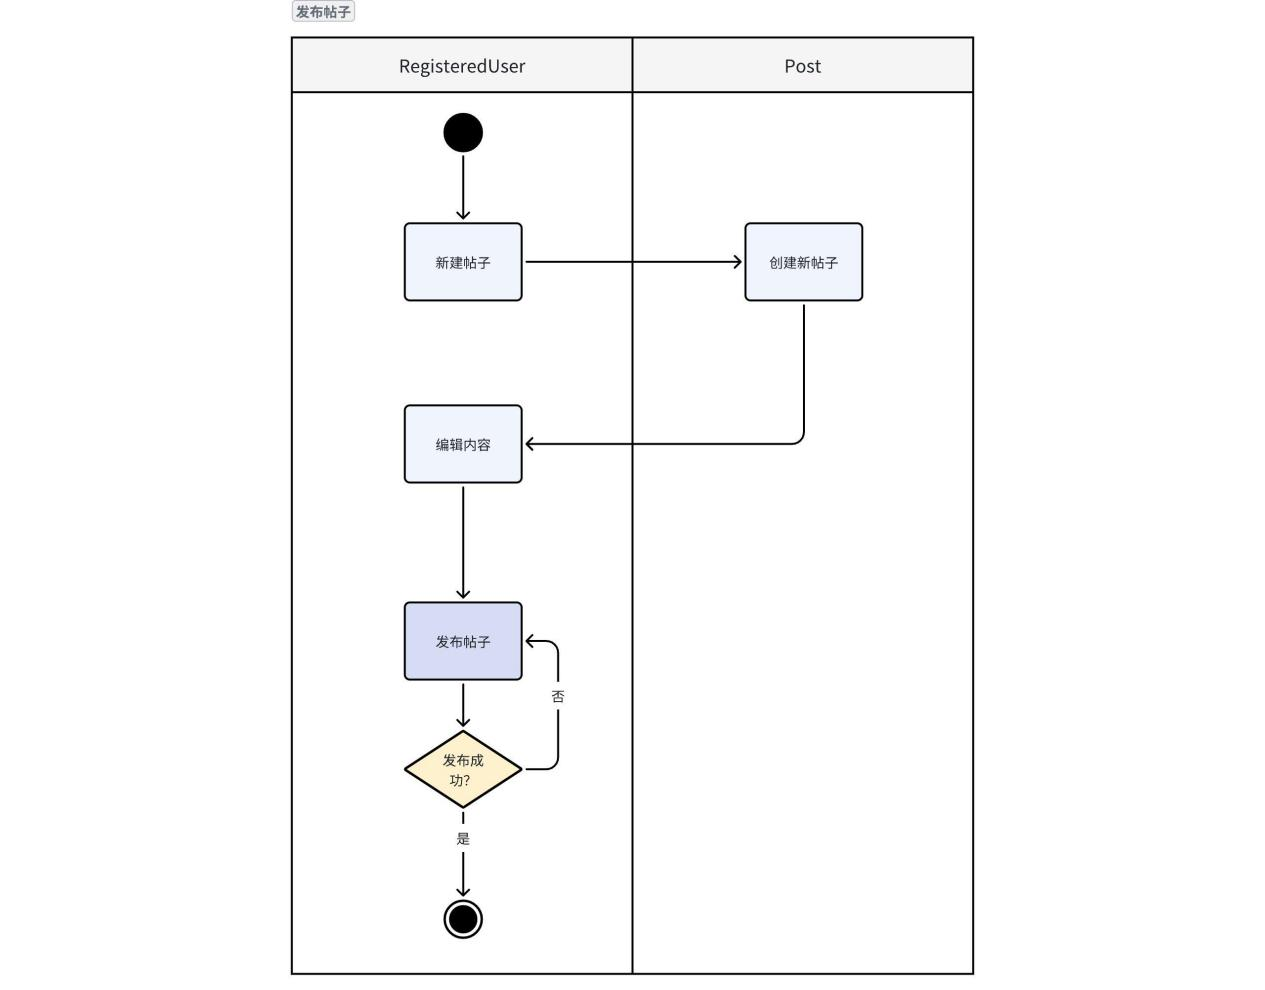 发布帖子
RegisteredUser
Post
新建帖子
创建新帖子
编辑内容
发布帖子
否
发布成
功?
是